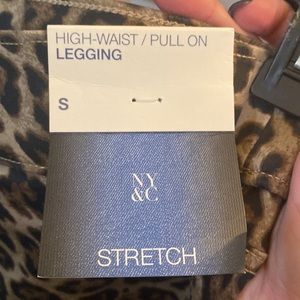 HIGH-WAIST / PULL ON
LEGGING
S
NY
&C
STRETCH